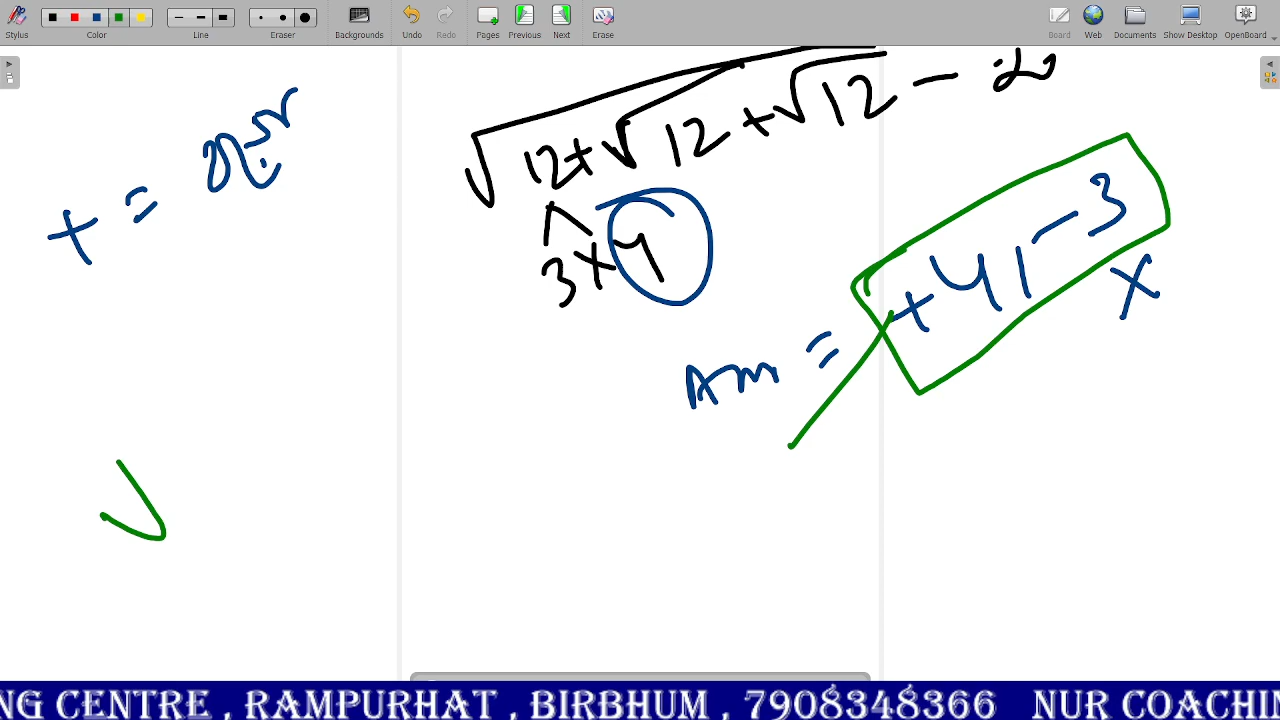 Stylus Color Line Eraser Backgrounds Undo Redo Pages Previous Next Erase Board Web Documents Show Desktop OpenBoard
√12+√12+√12 -
3×4
+ =
Am = +4, -3
×
NG CENTRE , RAMPURHAT , BIRBHUM , 7908348366 NUR COACHIN